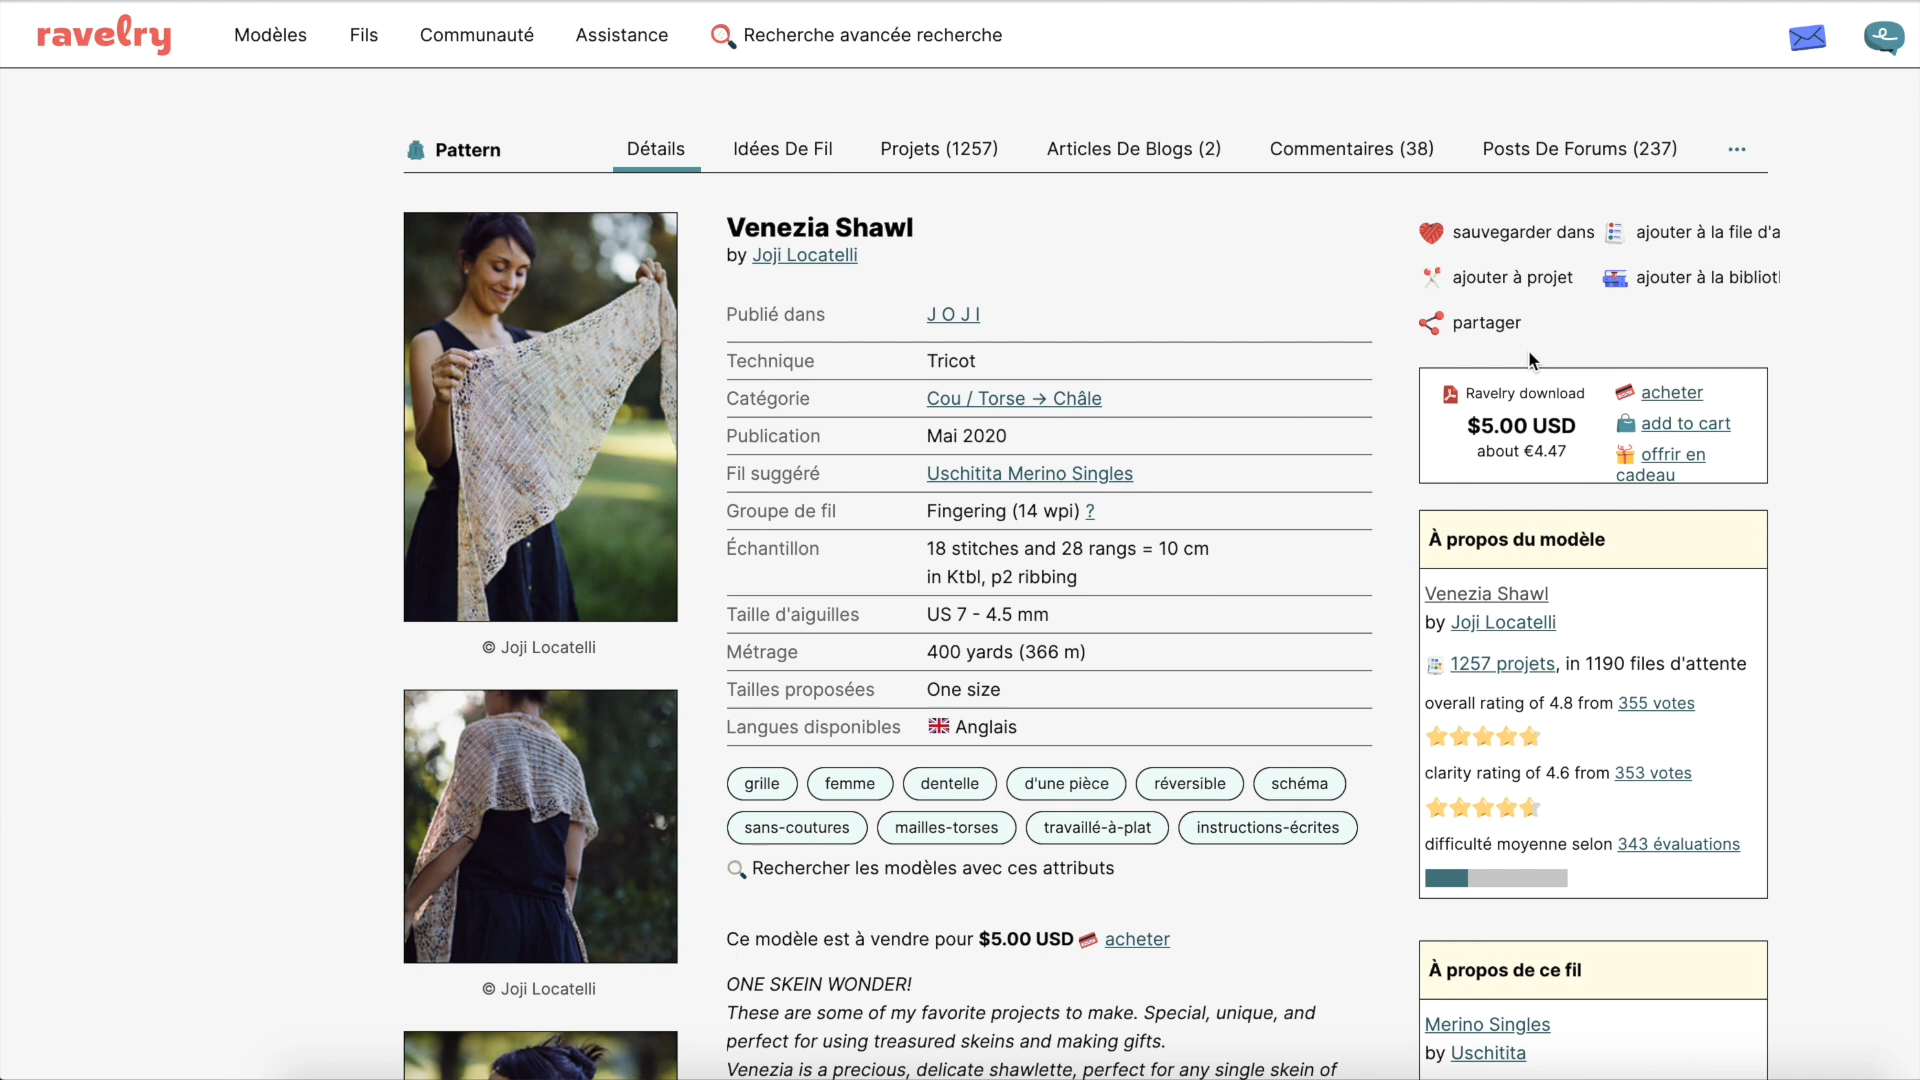 ravelry
Modèles
Fils
Communauté
Assistance
Recherche avancée recherche
Pattern
Détails
Idées De Fil
Projets (1257)
Articles De Blogs (2)
Commentaires (38)
Posts De Forums (237)
...
© Joji Locatelli
© Joji Locatelli
Venezia Shawl
by Joji Locatelli
Publié dans J O J I
Technique Tricot
Catégorie Cou / Torse → Châle
Publication Mai 2020
Fil suggéré Uschitita Merino Singles
Groupe de fil Fingering (14 wpi) ?
Échantillon 18 stitches and 28 rangs = 10 cm
in Ktbl, p2 ribbing
Taille d'aiguilles US 7 - 4.5 mm
Métrage 400 yards (366 m)
Tailles proposées One size
Langues disponibles Anglais
grille femme dentelle d'une pièce réversible schéma
sans-coutures mailles-torses travaillé-à-plat instructions-écrites
Rechercher les modèles avec ces attributs
Ce modèle est à vendre pour $5.00 USD acheter
ONE SKEIN WONDER!
These are some of my favorite projects to make. Special, unique, and
perfect for using treasured skeins and making gifts.
Venezia is a precious, delicate shawlette, perfect for any single skein of
sauvegarder dans
ajouter à la file d'a
ajouter à projet
ajouter à la bibliot
partager
Ravelry download
$5.00 USD
about €4.47
acheter
add to cart
offrir en
cadeau
À propos du modèle
Venezia Shawl
by Joji Locatelli
1257 projets, in 1190 files d'attente
overall rating of 4.8 from 355 votes
clarity rating of 4.6 from 353 votes
difficulté moyenne selon 343 évaluations
À propos de ce fil
Merino Singles
by Uschitita